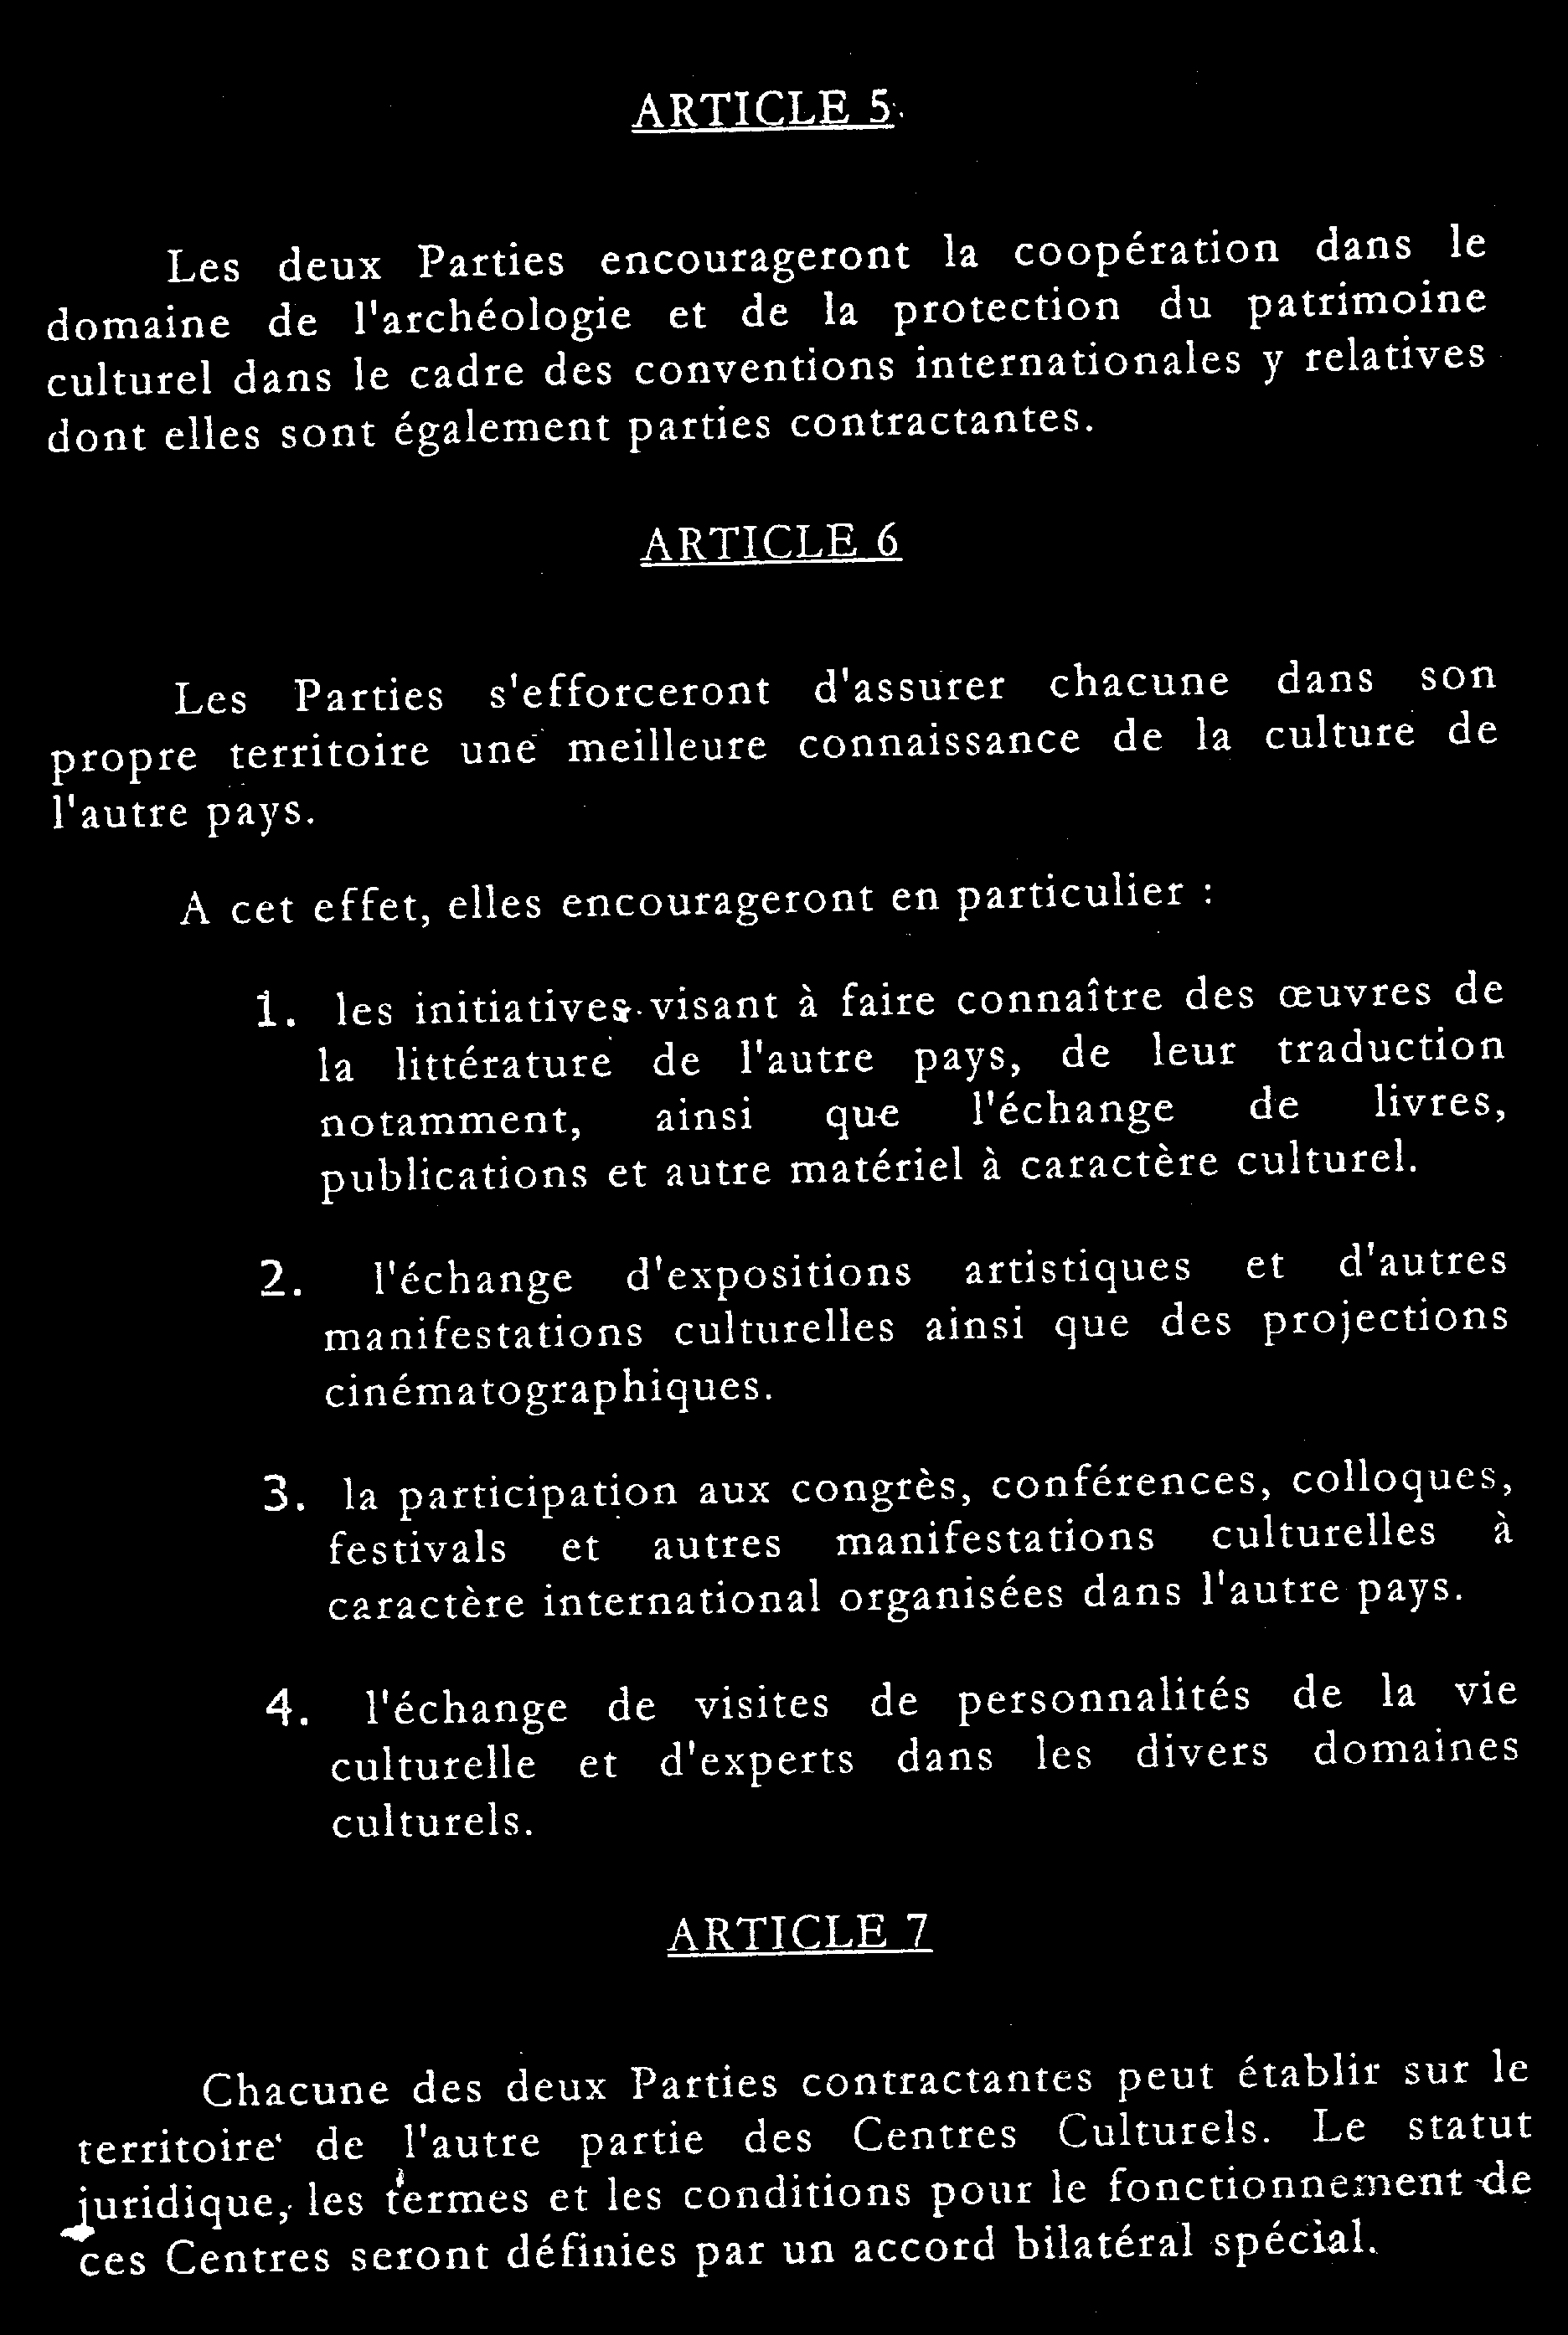 ARTICLE 5.
Les deux Parties encourageront la coopération dans le
domaine de l'archéologie et de la protection du patrimoine
culturel dans le cadre des conventions internationales y relatives
dont elles sont également parties contractantes.
ARTICLE 6
Les Parties s'efforceront d'assurer chacune dans son
propre territoire une meilleure connaissance de la culture de
l'autre pays.
A cet effet, elles encourageront en particulier :
1. les initiatives visant à faire connaître des œuvres de
la littérature de l'autre pays, de leur traduction
notamment, ainsi que l'échange de livres,
publications et autre matériel à caractère culturel.
2. l'échange d'expositions artistiques et d'autres
manifestations culturelles ainsi que des projections
cinématographiques.
3. la participation aux congrès, conférences, colloques,
festivals et autres manifestations culturelles à
caractère international organisées dans l'autre pays.
4. l'échange de visites de personnalités de la vie
culturelle et d'experts dans les divers domaines
culturels.
ARTICLE 7
Chacune des deux Parties contractantes peut établir sur le
territoire de l'autre partie des Centres Culturels. Le statut
juridique, les termes et les conditions pour le fonctionnement de
ces Centres seront définies par un accord bilatéral spécial.